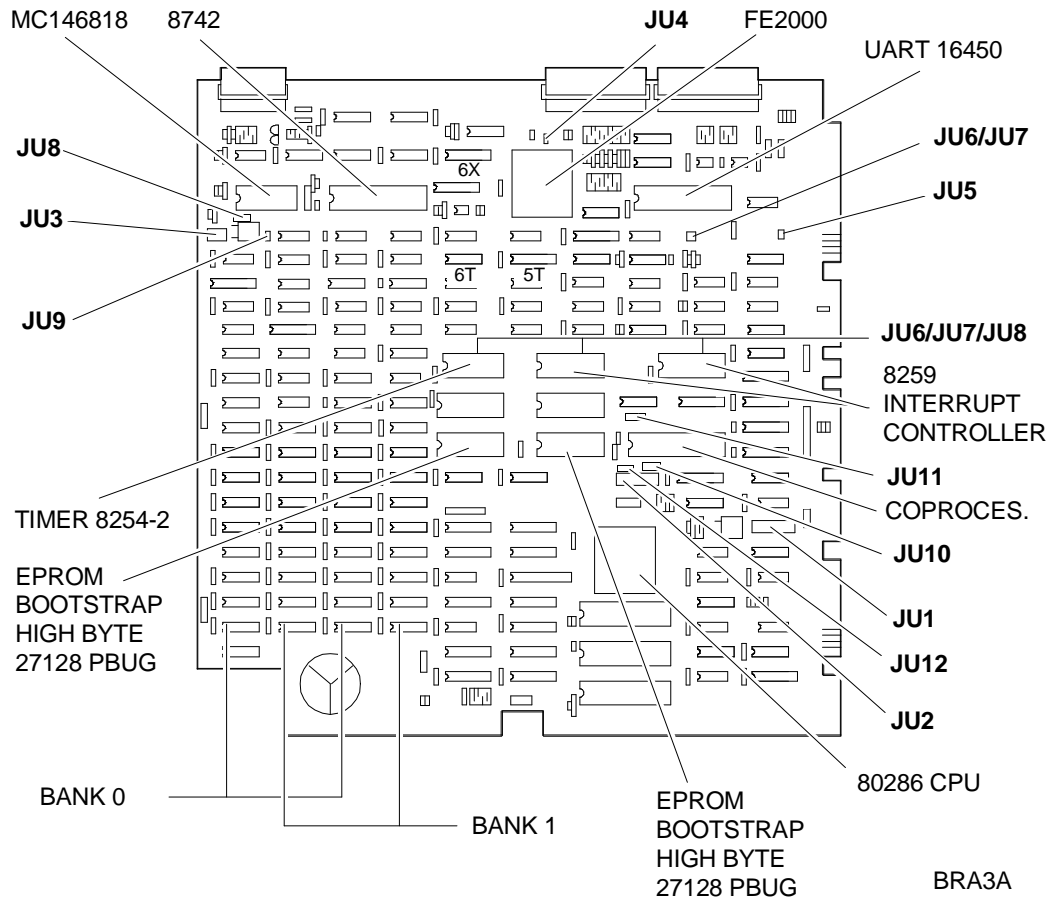 MC146818
8742
JU4
FE2000
UART 16450
JU8
JU6/JU7
6X
JU5
JU3
6T
5T
JU9
JU6/JU7/JU8
8259
INTERRUPT
CONTROLLER
JU11
TIMER 8254-2
COPROCES.
JU10
EPROM
BOOTSTRAP
HIGH BYTE
27128 PBUG
JU1
JU12
JU2
80286 CPU
BANK 0
BANK 1
EPROM
BOOTSTRAP
HIGH BYTE
27128 PBUG
BRA3A